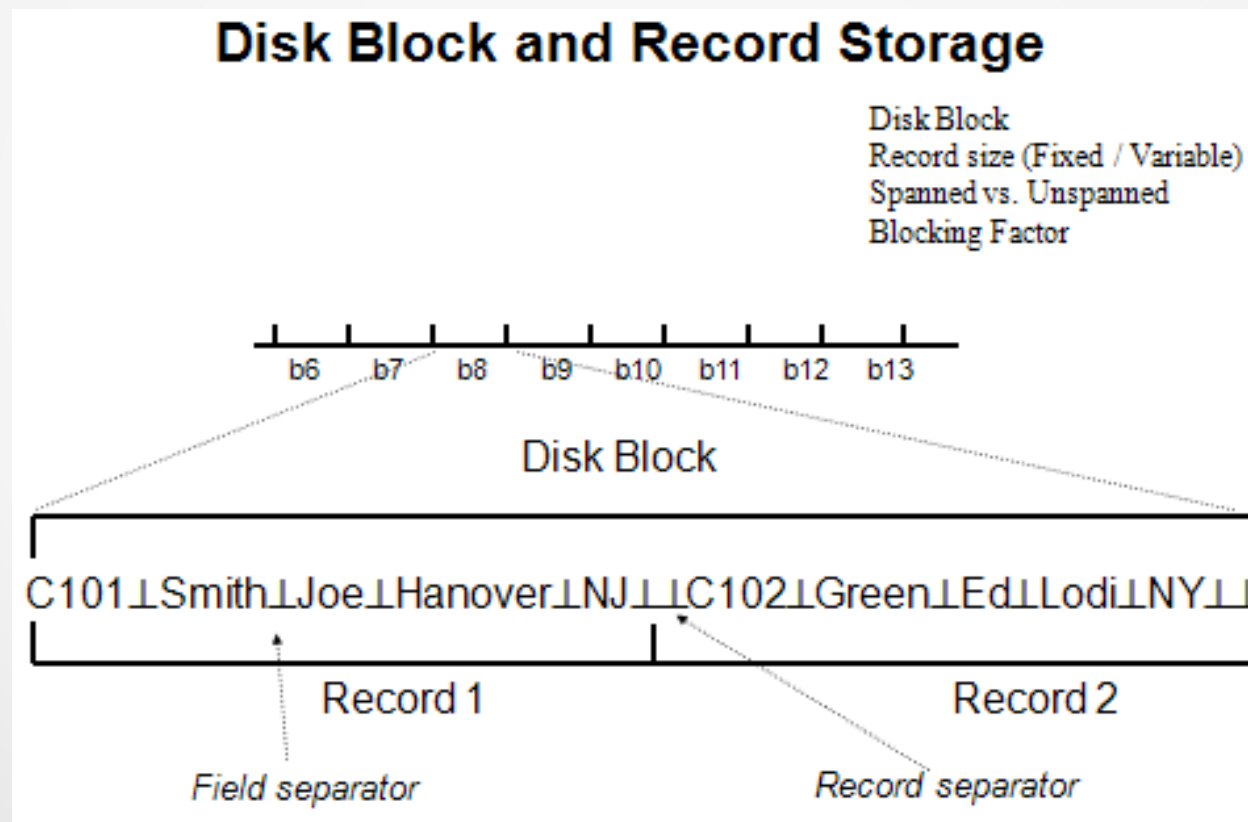 Disk Block and Record Storage
Disk Block
Record size (Fixed / Variable)
Spanned vs. Unspanned
Blocking Factor
b6 b7 b8 b9 b10 b11 b12 b13
Disk Block
C101⊥Smith⊥Joe⊥Hanover⊥NJ⊥⊥C102⊥Green⊥Ed⊥Lodi⊥NY⊥⊥
Record 1 Record 2
Field separator Record separator